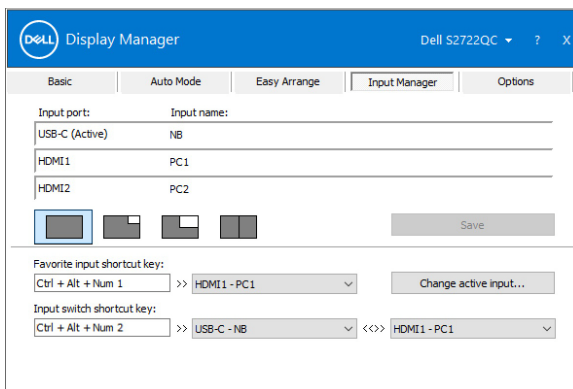 DELL Display Manager Dell S2722QC ? X
Basic Auto Mode Easy Arrange Input Manager Options
Input port: Input name:
USB-C (Active) NB
HDMI1 PC1
HDMI2 PC2
Save
Favorite input shortcut key:
Ctrl + Alt + Num 1 >> HDMI1 - PC1 Change active input...
Input switch shortcut key:
Ctrl + Alt + Num 2 >> USB-C - NB <<>> HDMI1 - PC1